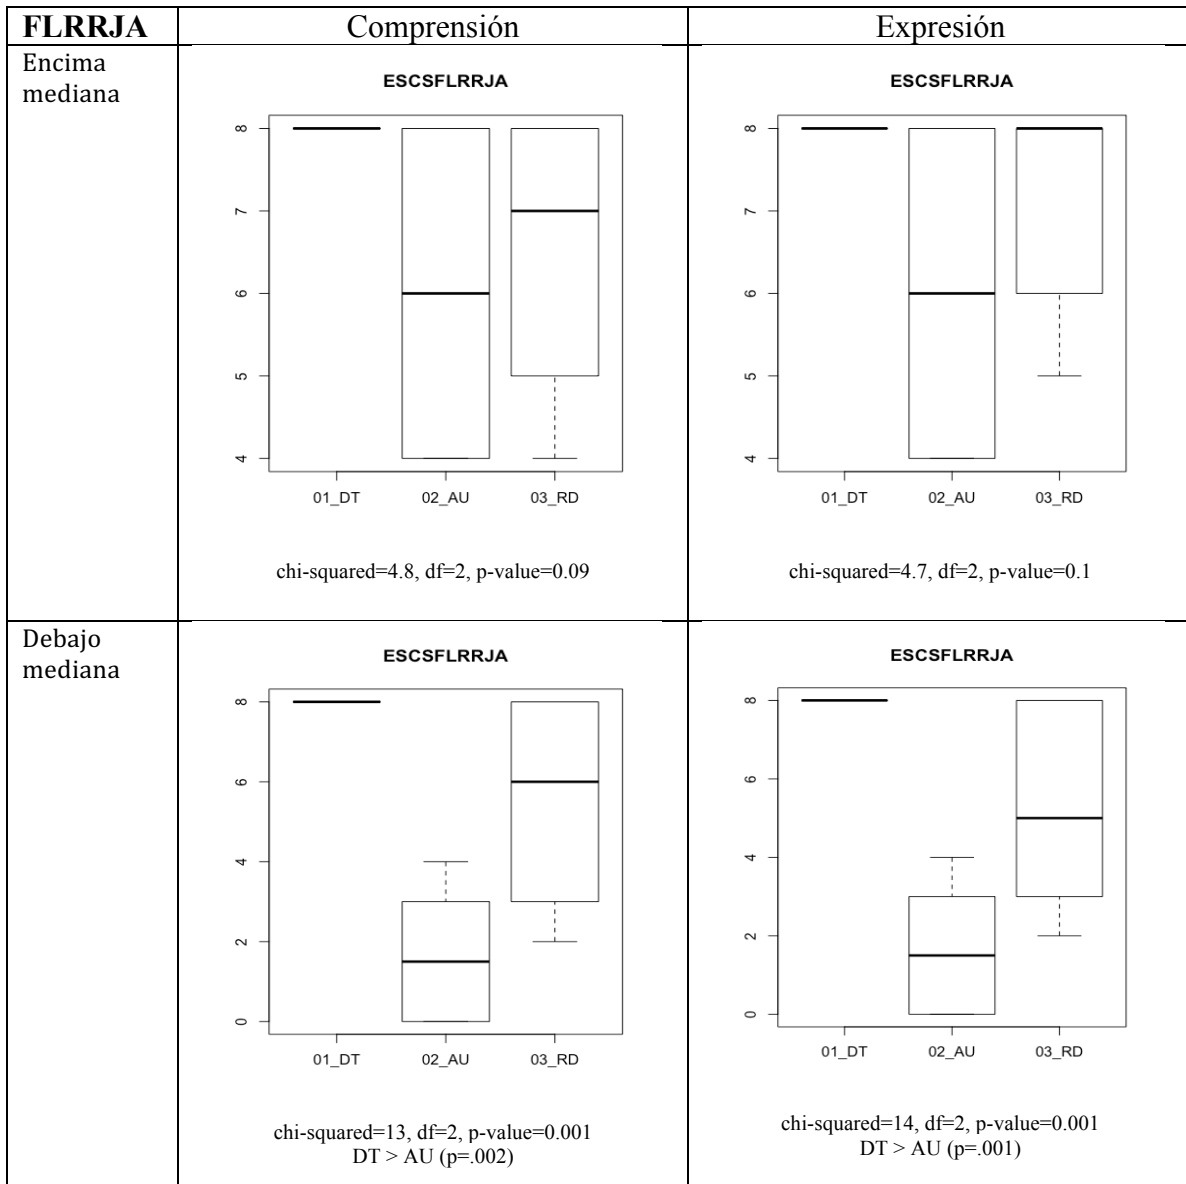 FLRRJA Comprensión Expresión
Encima
mediana
ESCSFLRRJA
8
7
6
5
4
01_DT 02_AU 03_RD
chi-squared=4.8, df=2, p-value=0.09
ESCSFLRRJA
8
7
6
5
4
01_DT 02_AU 03_RD
chi-squared=4.7, df=2, p-value=0.1
Debajo
mediana
ESCSFLRRJA
8
6
4
2
0
01_DT 02_AU 03_RD
chi-squared=13, df=2, p-value=0.001
DT > AU (p=.002)
ESCSFLRRJA
8
6
4
2
0
01_DT 02_AU 03_RD
chi-squared=14, df=2, p-value=0.001
DT > AU (p=.001)